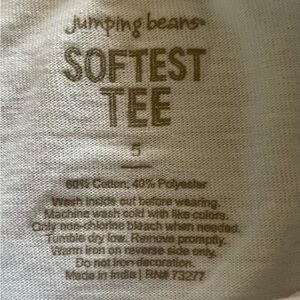 jumping beans®
SOFTEST
TEE
5
60% Cotton, 40% Polyester
Wash inside out before wearing.
Machine wash cold with like colors.
Only non-chlorine bleach when needed.
Tumble dry low. Remove promptly.
Warm iron on reverse side only.
Do not iron decoration.
Made in India | RN# 73277